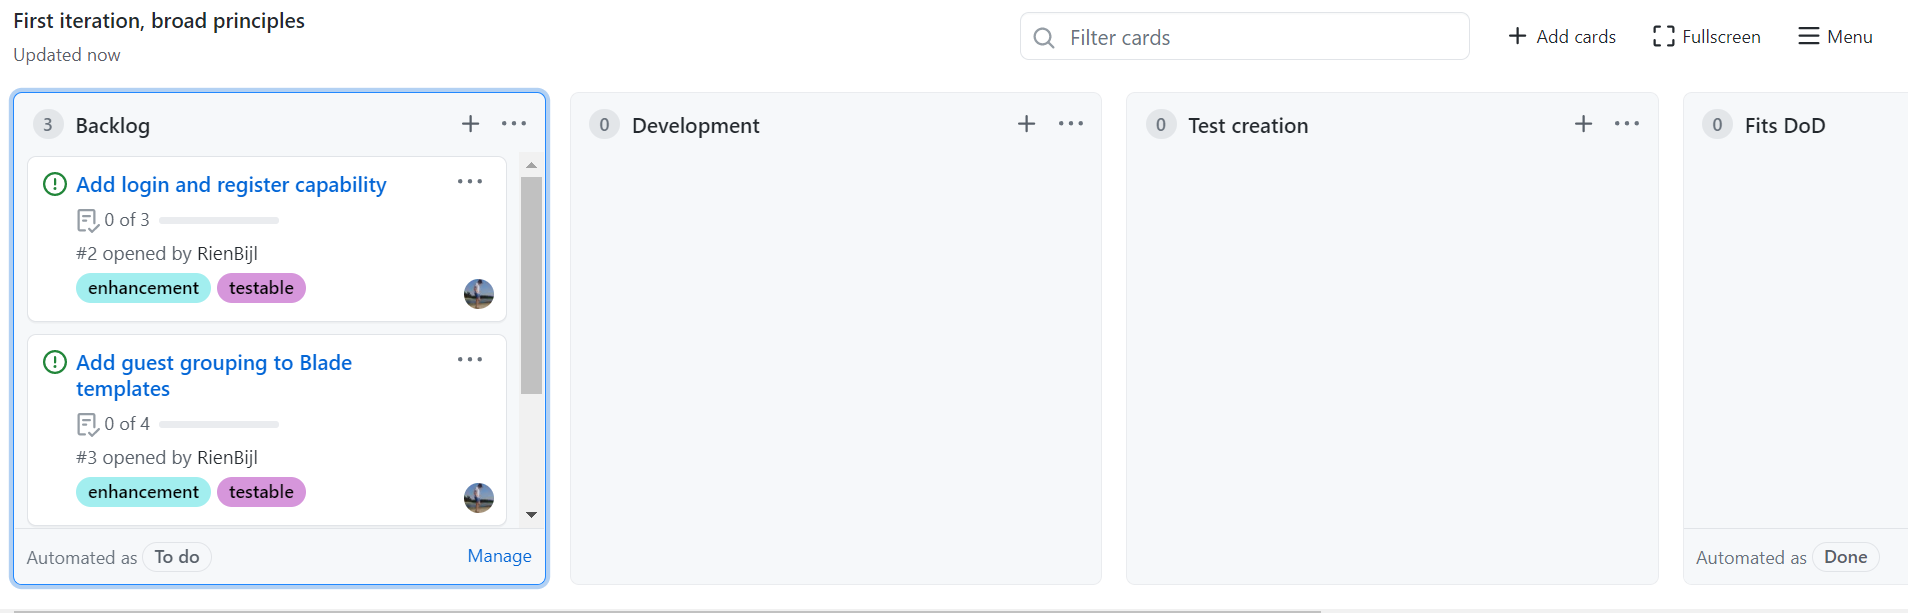 First iteration, broad principles
Updated now
Filter cards
Add cards
Fullscreen
Menu
3 Backlog
Add login and register capability
0 of 3
#2 opened by RienBijl
enhancement testable
Add guest grouping to Blade
templates
0 of 4
#3 opened by RienBijl
enhancement testable
Automated as To do Manage
0 Development
0 Test creation
0 Fits DoD
Automated as Done